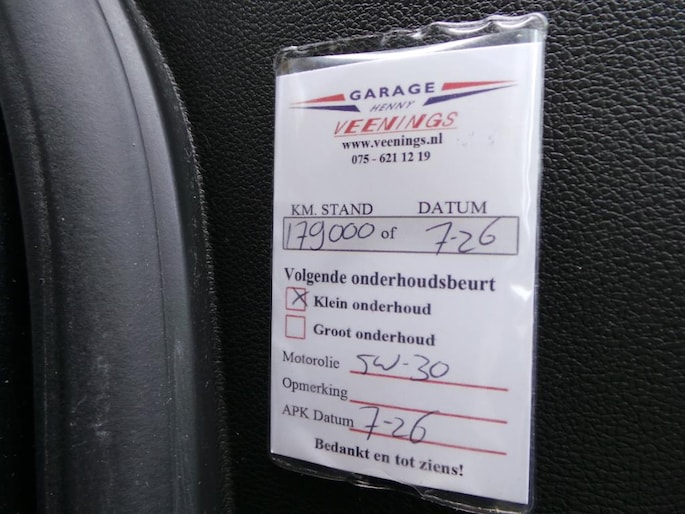 GARAGE
HENNY
VEENINGS
www.veenings.nl
075 - 621 12 19
KM. STAND DATUM
179000 of 7-26
Volgende onderhoudsbeurt
X Klein onderhoud
Groot onderhoud
Motorolie 5W-30
Opmerking
APK Datum 7-26
Bedankt en tot ziens!